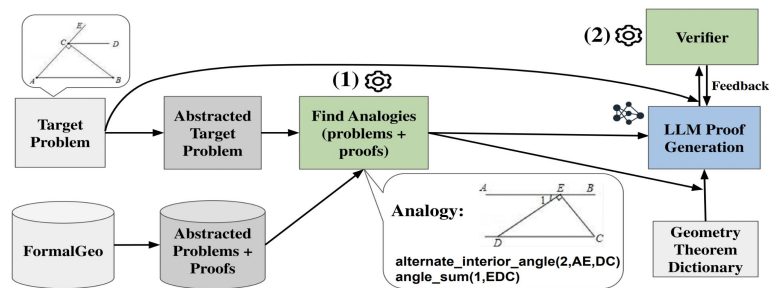 E
C
D
A
B
Target
Problem
Abstracted
Target
Problem
(1)
Find Analogies
(problems +
proofs)
(2)
Verifier
Feedback
LLM Proof
Generation
FormalGeo
Abstracted
Problems +
Proofs
Analogy:
A E B
1
D C
alternate_interior_angle(2,AE,DC)
angle_sum(1,EDC)
Geometry
Theorem
Dictionary